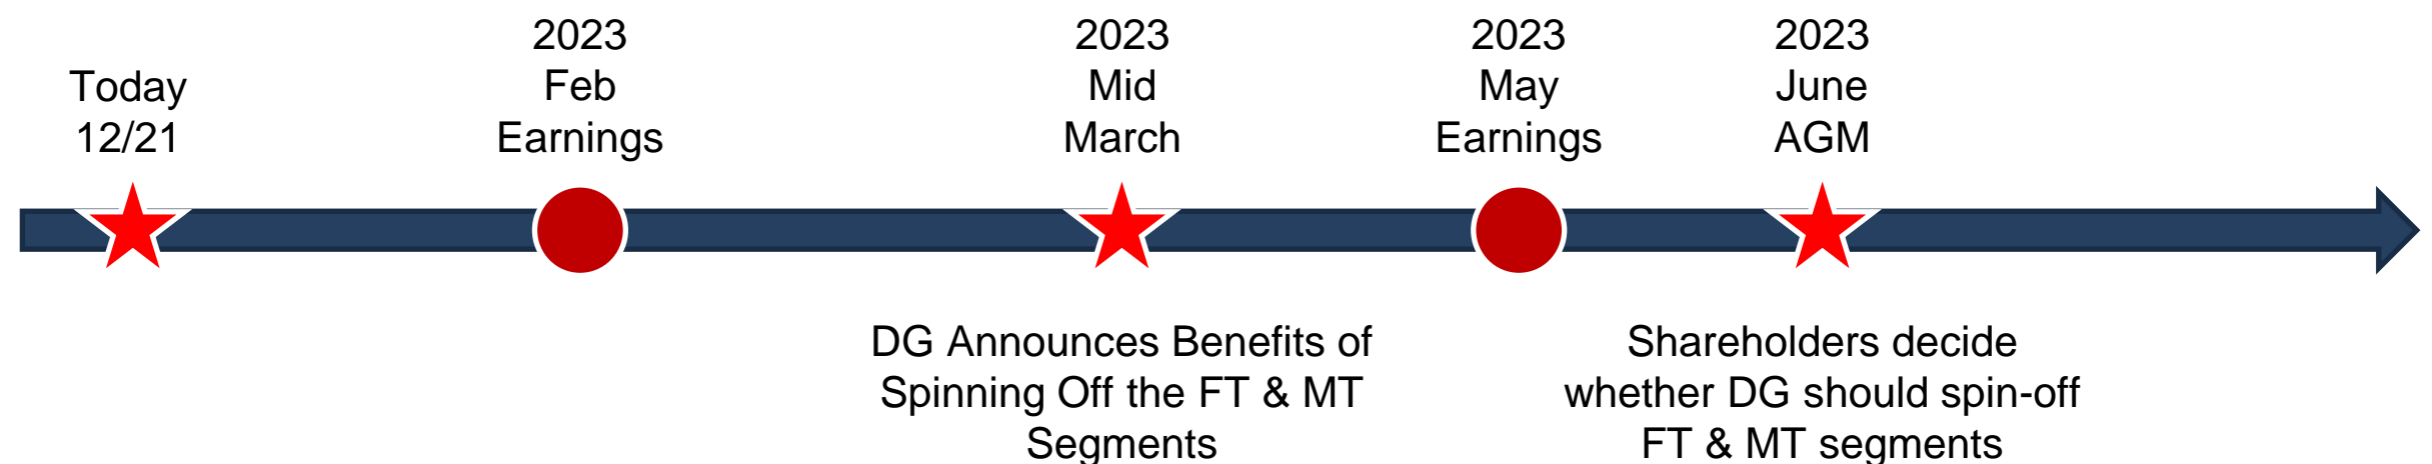 Today
12/21
2023
Feb
Earnings
2023
Mid
March
2023
May
Earnings
2023
June
AGM
DG Announces Benefits of
Spinning Off the FT & MT
Segments
Shareholders decide
whether DG should spin-off
FT & MT segments